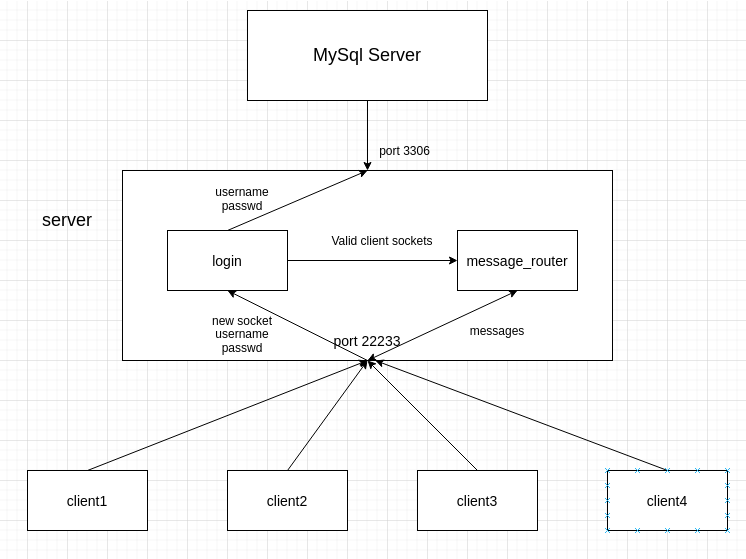 MySql Server
port 3306
username
passwd
server
Valid client sockets
login
message_router
new socket
username
passwd
port 22233
messages
client1
client2
client3
client4